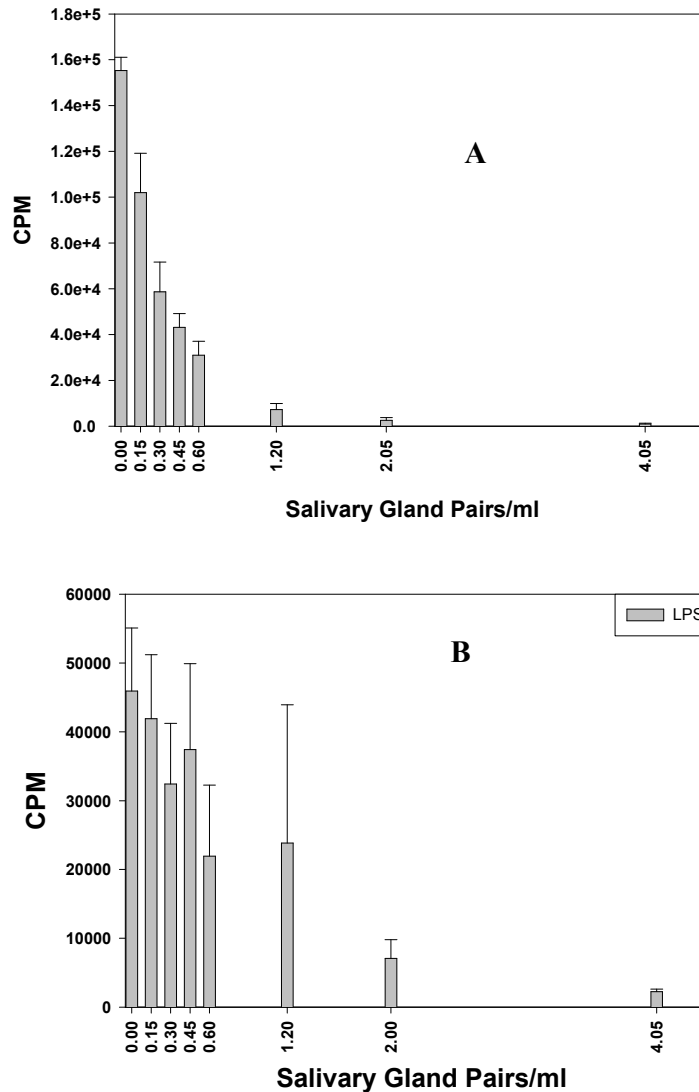 1.8e+5
1.6e+5
1.4e+5
1.2e+5
1.0e+5
8.0e+4
6.0e+4
4.0e+4
2.0e+4
0.0
CPM
A
0.00
0.15
0.30
0.45
0.60
1.20
2.05
4.05
Salivary Gland Pairs/ml
60000
50000
40000
30000
20000
10000
0
CPM
LPS
B
0.00
0.15
0.30
0.45
0.60
1.20
2.00
4.05
Salivary Gland Pairs/ml